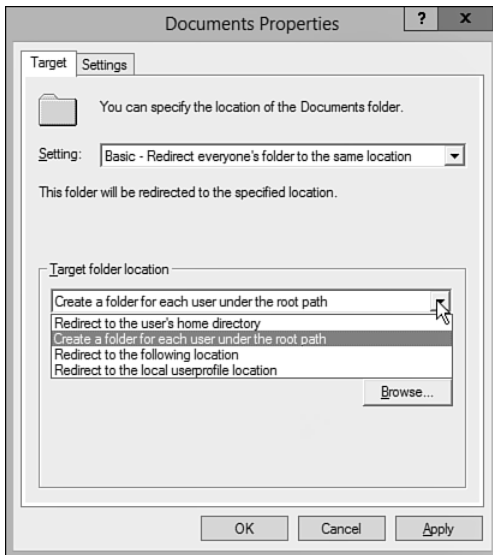 Documents Properties
? x
Target Settings
You can specify the location of the Documents folder.
Setting: Basic - Redirect everyone's folder to the same location
This folder will be redirected to the specified location.
Target folder location
Create a folder for each user under the root path
Redirect to the user's home directory
Create a folder for each user under the root path
Redirect to the following location
Redirect to the local userprofile location
Browse...
OK Cancel Apply